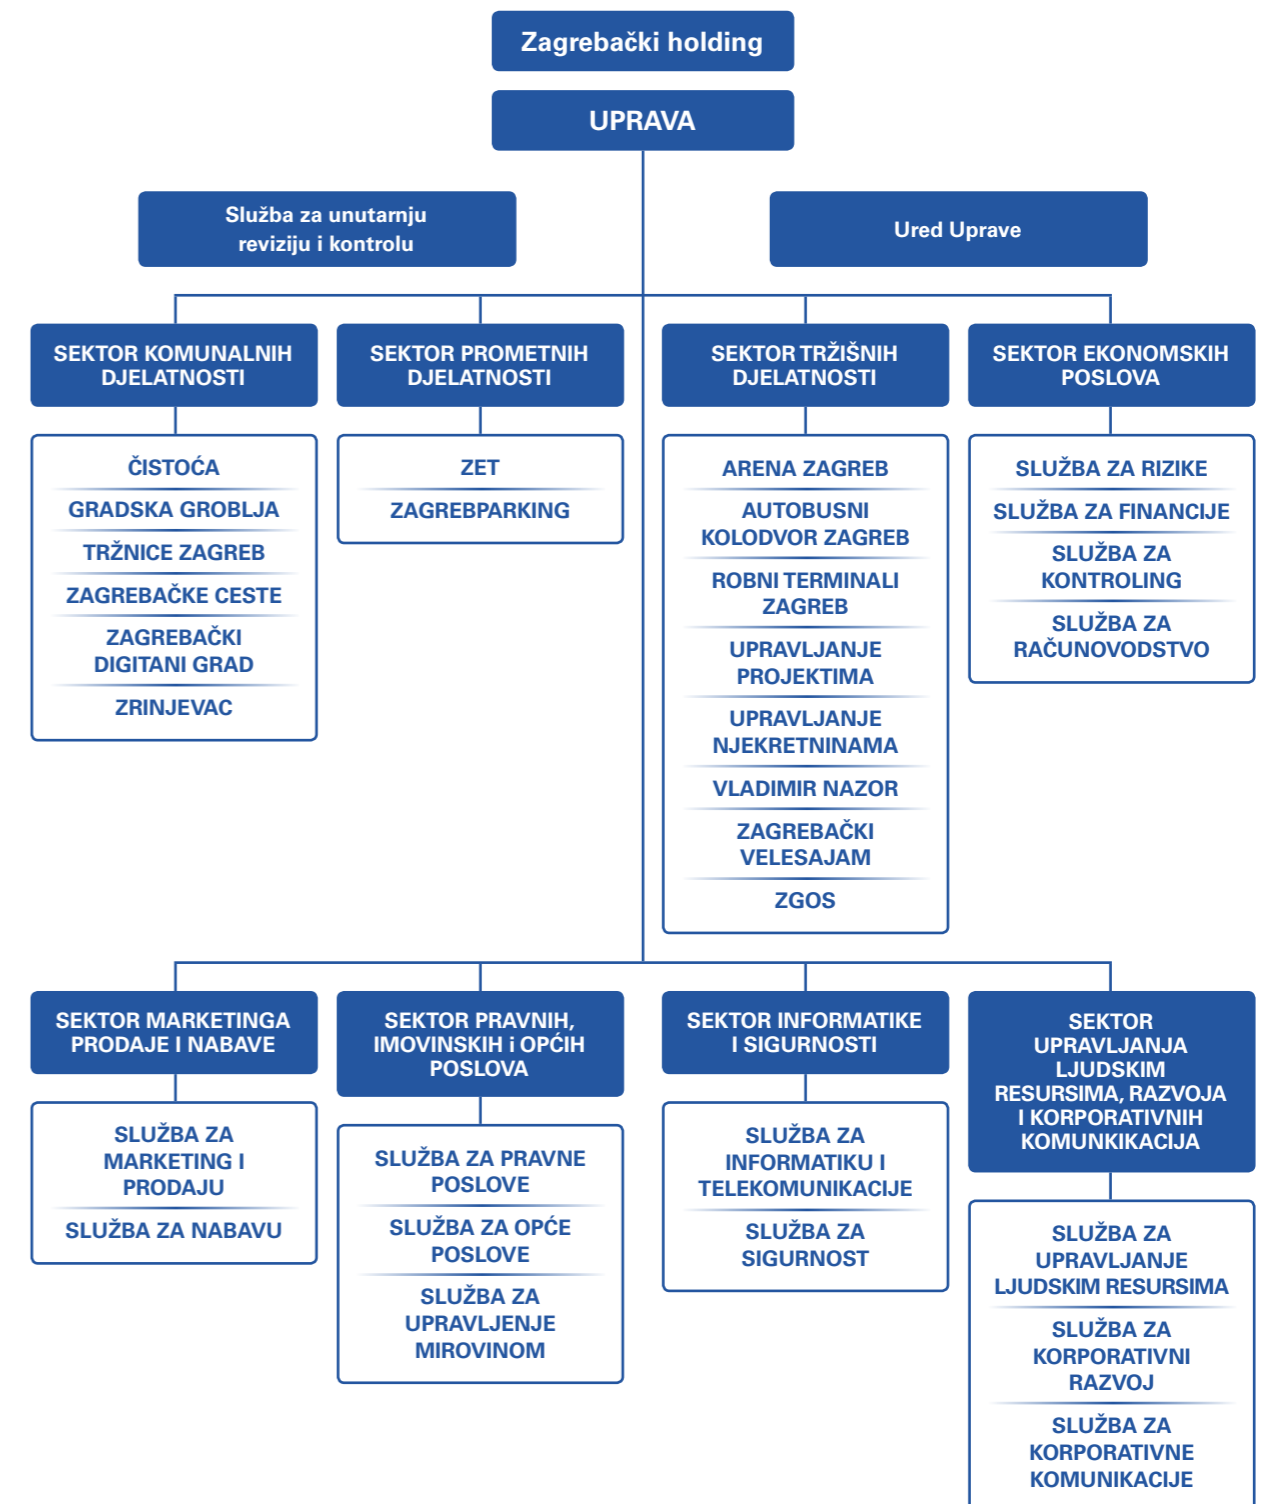 Zagrebački holding
UPRAVA
Služba za unutarnju
reviziju i kontrolu
Ured Uprave
SEKTOR KOMUNALNIH
DJELATNOSTI
ČISTOĆA
GRADSKA GROBLJA
TRŽNICE ZAGREB
ZAGREBAČKE CESTE
ZAGREBAČKI
DIGITANI GRAD
ZRINJEVAC
SEKTOR PROMETNIH
DJELATNOSTI
ZET
ZAGREBPARKING
SEKTOR TRŽIŠNIH
DJELATNOSTI
ARENA ZAGREB
AUTOBUSNI
KOLODVOR ZAGREB
ROBNI TERMINALI
ZAGREB
UPRAVLJANJE
PROJEKTIMA
UPRAVLJANJE
NJEKRETNINAMA
VLADIMIR NAZOR
ZAGREBAČKI
VELESAJAM
ZGOS
SEKTOR EKONOMSKIH
POSLOVA
SLUŽBA ZA RIZIKE
SLUŽBA ZA FINANCIJE
SLUŽBA ZA
KONTROLING
SLUŽBA ZA
RAČUNOVODSTVO
SEKTOR MARKETINGA
PRODAJE I NABAVE
SLUŽBA ZA
MARKETING I
PRODAJU
SLUŽBA ZA NABAVU
SEKTOR PRAVNIH,
IMOVINSKIH i OPĆIH
POSLOVA
SLUŽBA ZA PRAVNE
POSLOVE
SLUŽBA ZA OPĆE
POSLOVE
SLUŽBA ZA
UPRAVLJENJE
MIROVINOM
SEKTOR INFORMATIKE
I SIGURNOSTI
SLUŽBA ZA
INFORMATIKU I
TELEKOMUNIKACIJE
SLUŽBA ZA
SIGURNOST
SEKTOR
UPRAVLJANJA
LJUDSKIM
RESURSIMA, RAZVOJA
I KORPORATIVNIH
KOMUNKIKACIJA
SLUŽBA ZA
UPRAVLJANJE
LJUDSKIM RESURSIMA
SLUŽBA ZA
KORPORATIVNI
RAZVOJ
SLUŽBA ZA
KORPORATIVNE
KOMUNIKACIJE